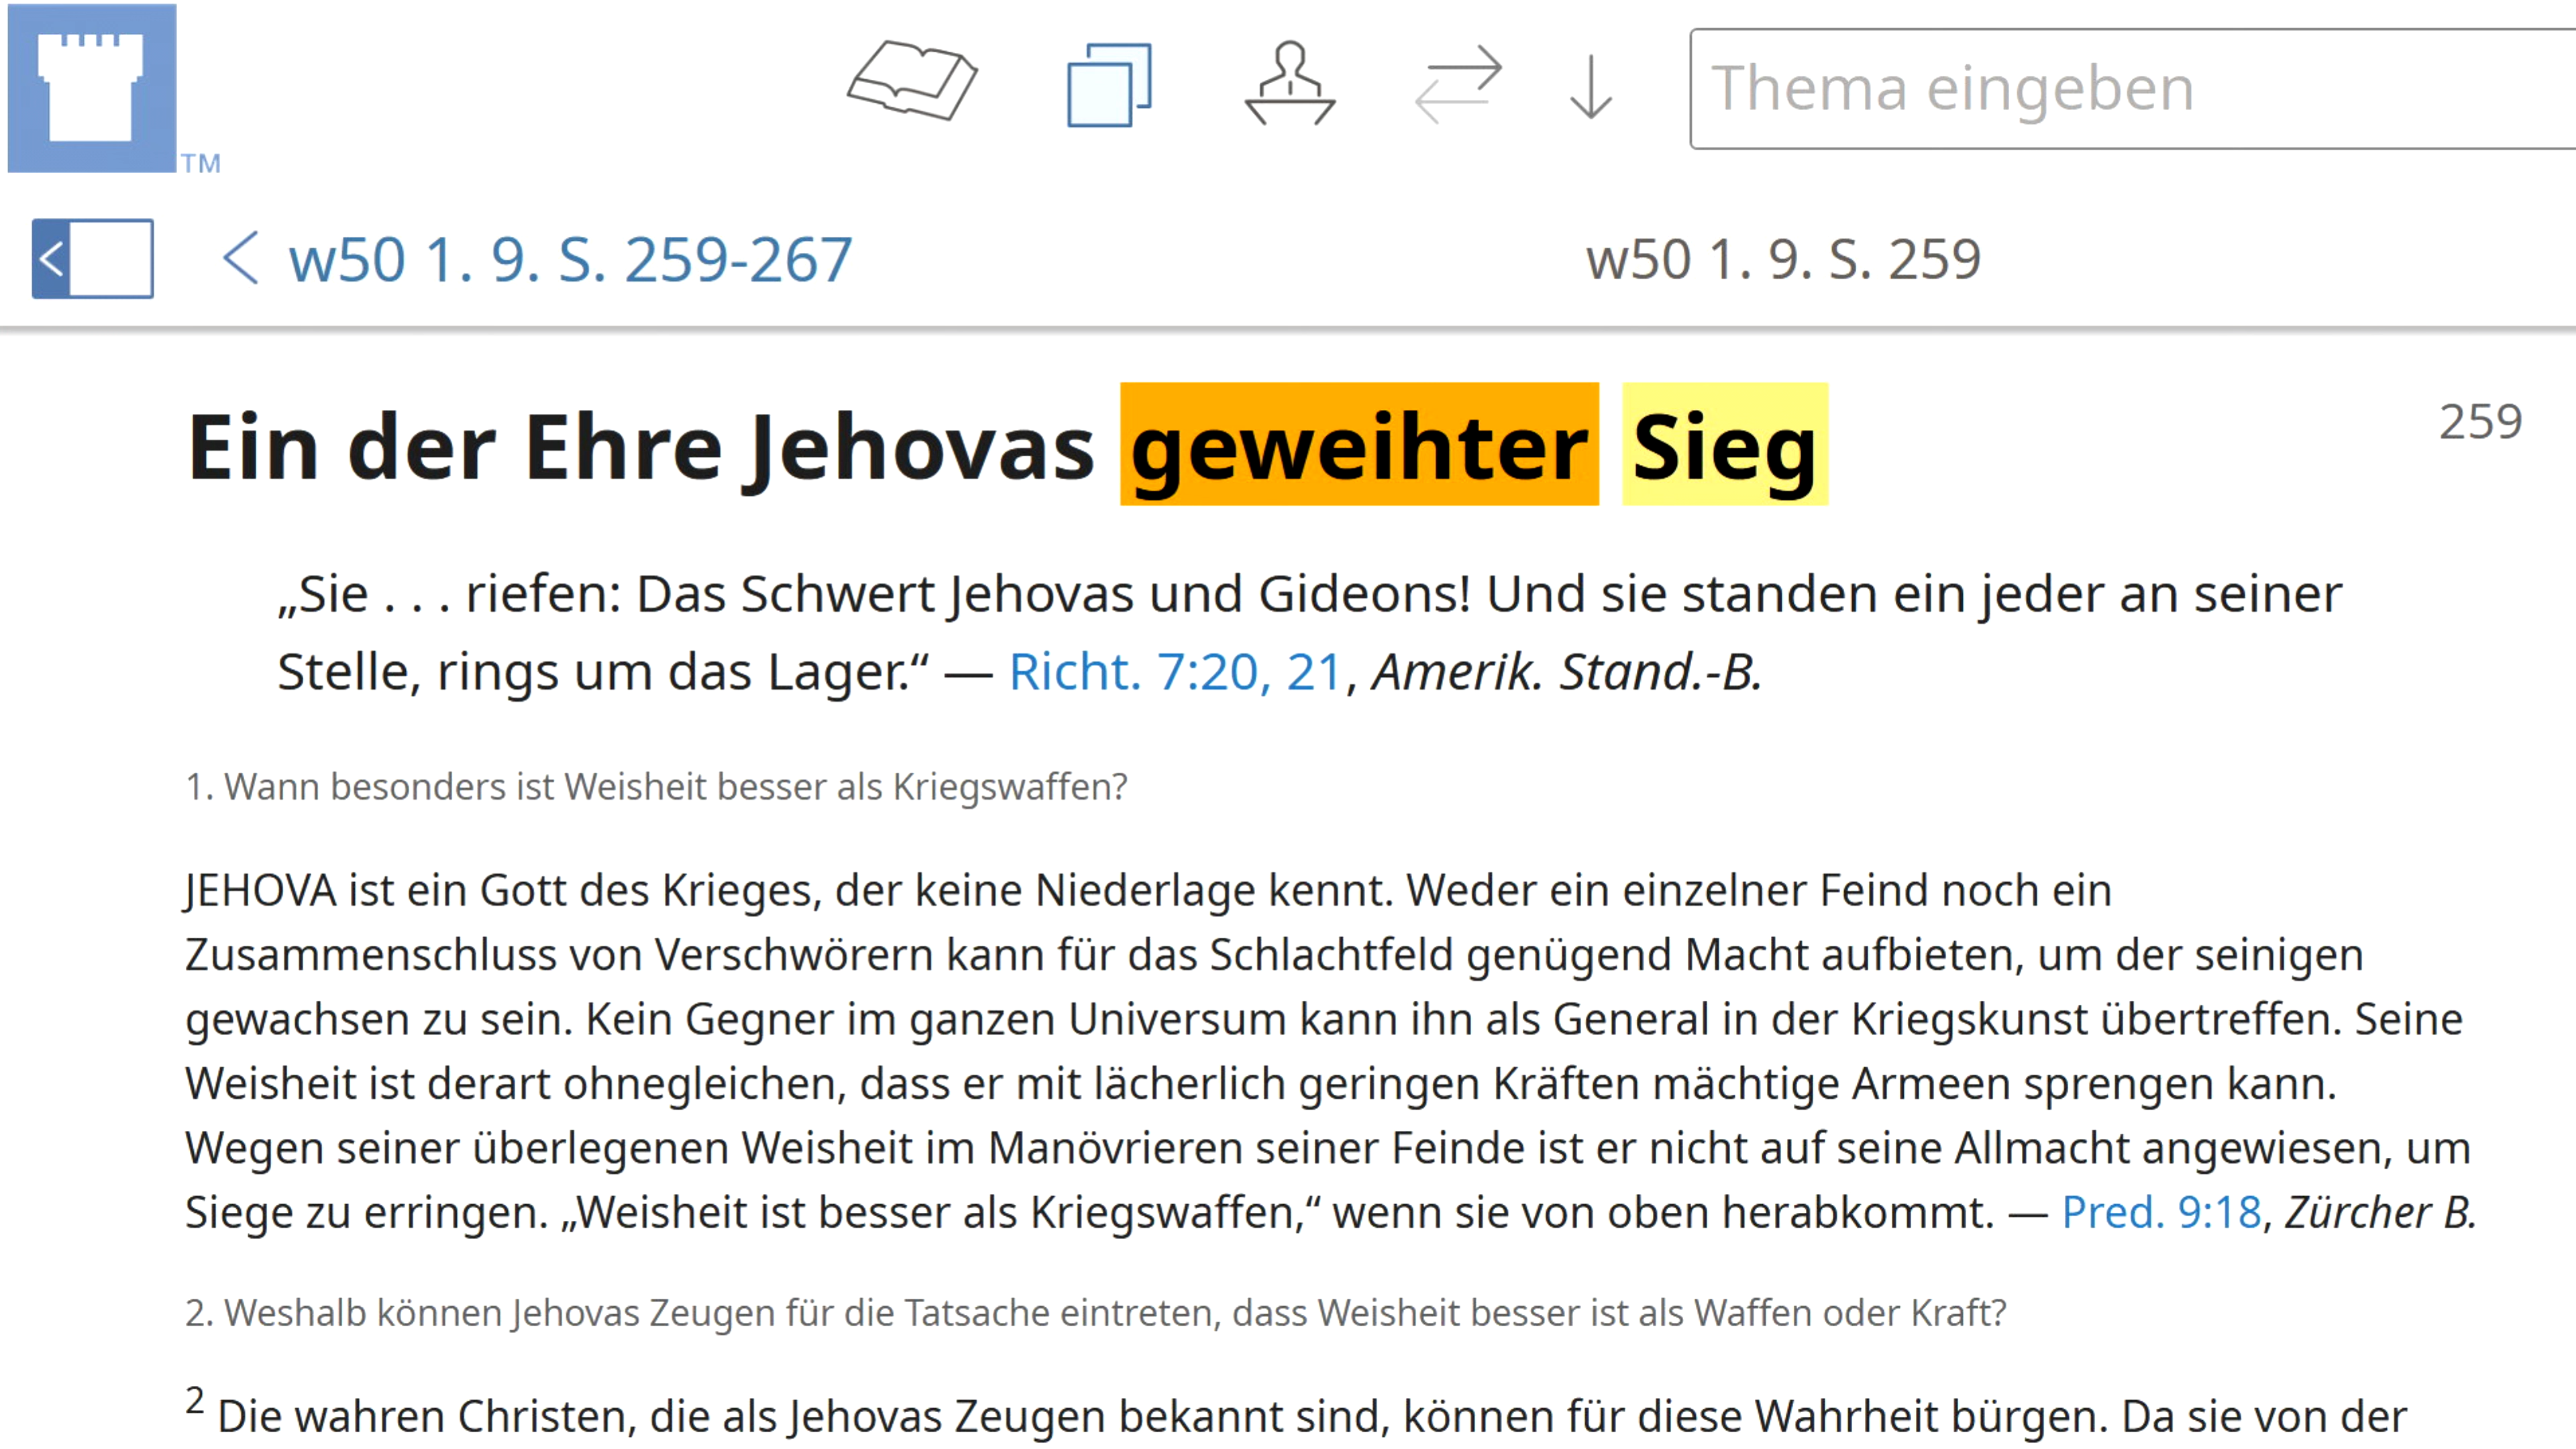 TM
Thema eingeben
w50 1. 9. S. 259-267
w50 1. 9. S. 259
Ein der Ehre Jehovas geweihter Sieg
259
„Sie . . . riefen: Das Schwert Jehovas und Gideons! Und sie standen ein jeder an seiner
Stelle, rings um das Lager.“ — Richt. 7:20, 21, Amerik. Stand.-B.
1. Wann besonders ist Weisheit besser als Kriegswaffen?
JEHOVA ist ein Gott des Krieges, der keine Niederlage kennt. Weder ein einzelner Feind noch ein
Zusammenschluss von Verschwörern kann für das Schlachtfeld genügend Macht aufbieten, um der seinigen
gewachsen zu sein. Kein Gegner im ganzen Universum kann ihn als General in der Kriegskunst übertreffen. Seine
Weisheit ist derart ohnegleichen, dass er mit lächerlich geringen Kräften mächtige Armeen sprengen kann.
Wegen seiner überlegenen Weisheit im Manövrieren seiner Feinde ist er nicht auf seine Allmacht angewiesen, um
Siege zu erringen. „Weisheit ist besser als Kriegswaffen,“ wenn sie von oben herabkommt. — Pred. 9:18, Zürcher B.
2. Weshalb können Jehovas Zeugen für die Tatsache eintreten, dass Weisheit besser ist als Waffen oder Kraft?
2 Die wahren Christen, die als Jehovas Zeugen bekannt sind, können für diese Wahrheit bürgen. Da sie von der